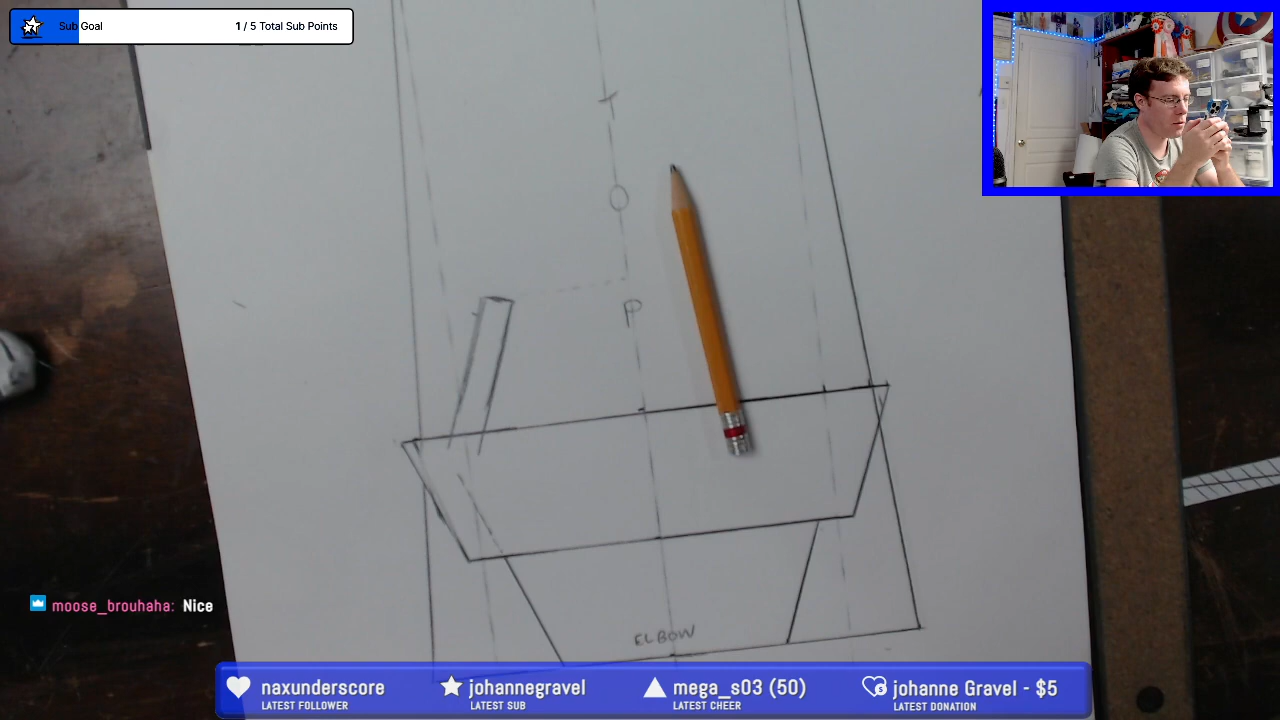 Sub Goal
1 / 5 Total Sub Points
T
O
P
moose_brouhaha: Nice
ELBOW
naxunderscore
LATEST FOLLOWER
johannegravel
LATEST SUB
mega_s03 (50)
LATEST CHEER
johanne Gravel - $5
LATEST DONATION